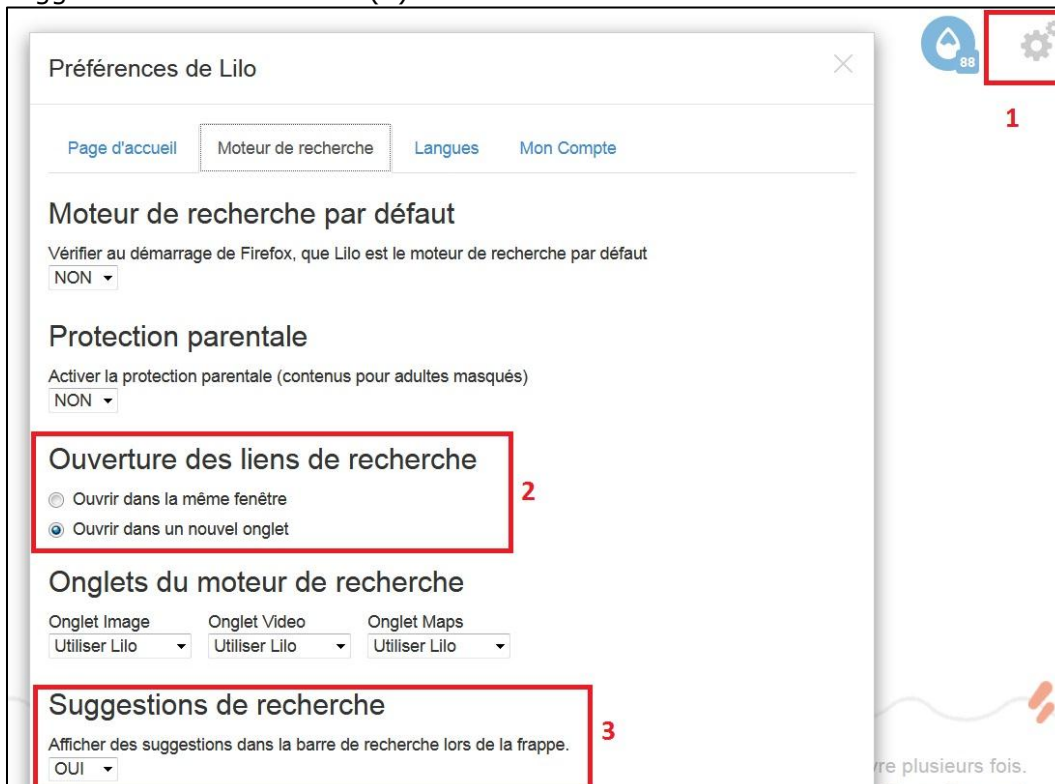 Préférences de Lilo
88
1
Page d'accueil Moteur de recherche Langues Mon Compte
Moteur de recherche par défaut
Vérifier au démarrage de Firefox, que Lilo est le moteur de recherche par défaut
NON
Protection parentale
Activer la protection parentale (contenus pour adultes masqués)
NON
Ouverture des liens de recherche
Ouvrir dans la même fenêtre
2
Ouvrir dans un nouvel onglet
Onglets du moteur de recherche
Onglet Image Onglet Video Onglet Maps
Utiliser Lilo Utiliser Lilo Utiliser Lilo
Suggestions de recherche
3
Afficher des suggestions dans la barre de recherche lors de la frappe.
OUI
plusieurs fois.